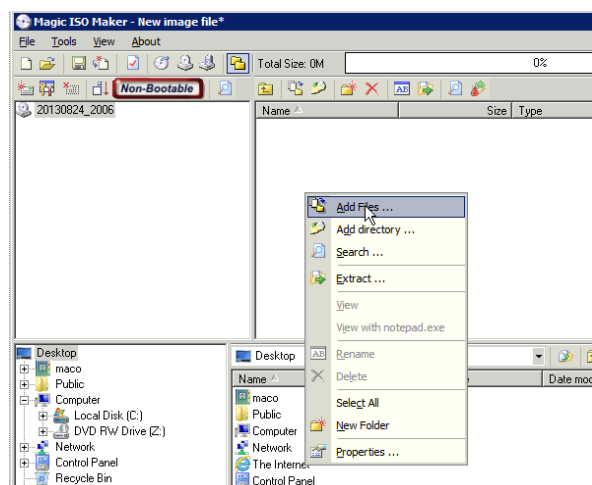 Magic ISO Maker - New image file*
File Tools View About
Total Size: 0M 0%
Non-Bootable
20130824_2006
Name Size Type
Add Files ...
Add directory ...
Search ...
Extract ...
View
View with notepad.exe
Rename
Delete
Select All
New Folder
Properties ...
Desktop
maco
Public
Computer
Local Disk (C:)
DVD RW Drive (Z:)
Network
Control Panel
Recycle Bin
Desktop
Name Date mod
maco
Public
Computer
Network
The Internet
Control Panel